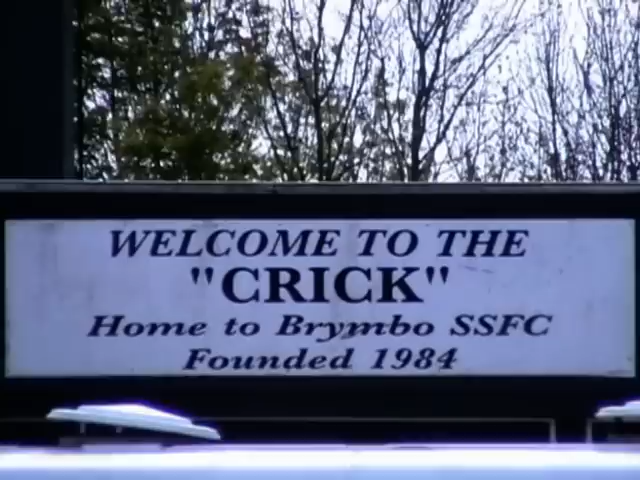 WELCOME TO THE
"CRICK"
Home to Brymbo SSFC
Founded 1984